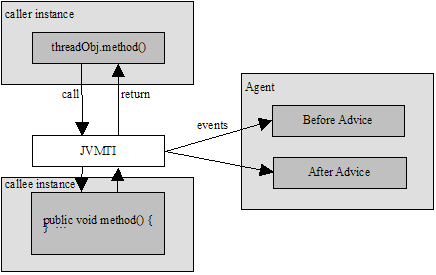 caller instance
threadObj.method()
call
return
events
Agent
Before Advice
JVMTI
After Advice
callee instance
public void method() {
} ...